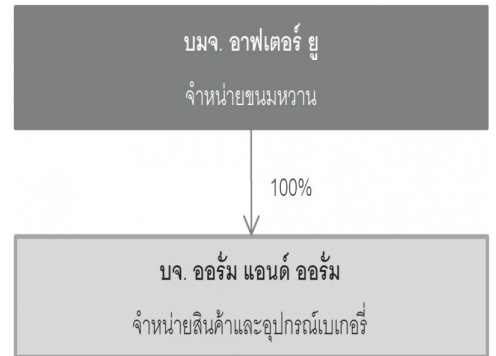 บมจ. อาฟเตอร์ ยู
จำหน่ายขนมหวาน
100%
บจ. ออรั่ม แอนด์ ออรั่ม
จำหน่ายสินค้าและอุปกรณ์เบเกอรี่